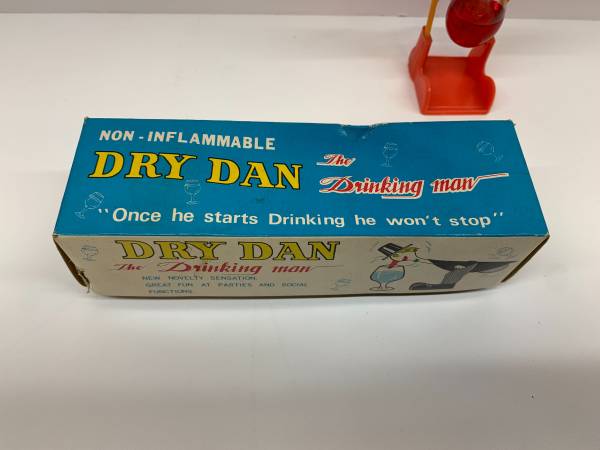 NON-INFLAMMABLE
DRY DAN The Drinking man
"Once he starts Drinking he won't stop"
DRY DAN
The Drinking man
NEW NOVELTY SENSATION.
GREAT FUN AT PARTIES AND SOCIAL
FUNCTIONS.